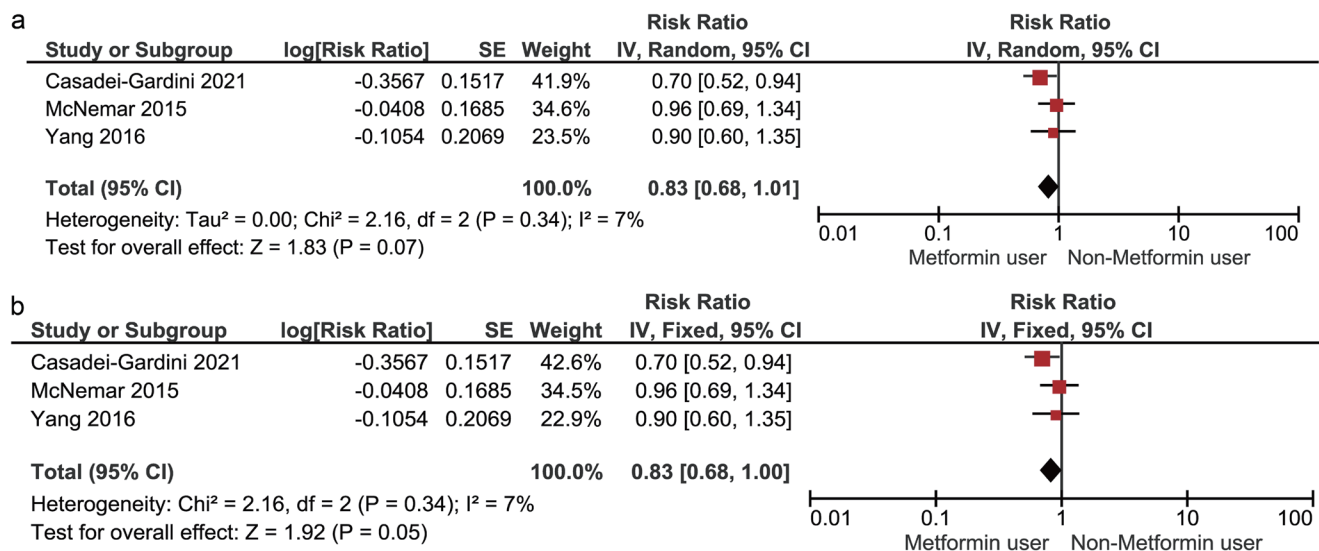 a
Risk Ratio Risk Ratio
Study or Subgroup log[Risk Ratio] SE Weight IV, Random, 95% CI IV, Random, 95% CI
Casadei-Gardini 2021 -0.3567 0.1517 41.9% 0.70 [0.52, 0.94]
McNemar 2015 -0.0408 0.1685 34.6% 0.96 [0.69, 1.34]
Yang 2016 -0.1054 0.2069 23.5% 0.90 [0.60, 1.35]
Total (95% CI) 100.0% 0.83 [0.68, 1.01]
Heterogeneity: Tau² = 0.00; Chi² = 2.16, df = 2 (P = 0.34); I² = 7%
Test for overall effect: Z = 1.83 (P = 0.07)
0.01 0.1 1 10 100
Metformin user Non-Metformin user
b
Risk Ratio Risk Ratio
Study or Subgroup log[Risk Ratio] SE Weight IV, Fixed, 95% CI IV, Fixed, 95% CI
Casadei-Gardini 2021 -0.3567 0.1517 42.6% 0.70 [0.52, 0.94]
McNemar 2015 -0.0408 0.1685 34.5% 0.96 [0.69, 1.34]
Yang 2016 -0.1054 0.2069 22.9% 0.90 [0.60, 1.35]
Total (95% CI) 100.0% 0.83 [0.68, 1.00]
Heterogeneity: Chi² = 2.16, df = 2 (P = 0.34); I² = 7%
Test for overall effect: Z = 1.92 (P = 0.05)
0.01 0.1 1 10 100
Metformin user Non-Metformin user